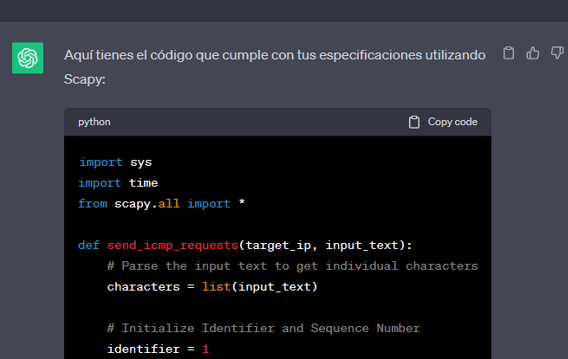 Aquí tienes el código que cumple con tus especificaciones utilizando
Scapy:
python
Copy code
import sys
import time
from scapy.all import *
def send_icmp_requests(target_ip, input_text):
# Parse the input text to get individual characters
characters = list(input_text)
# Initialize Identifier and Sequence Number
identifier = 1